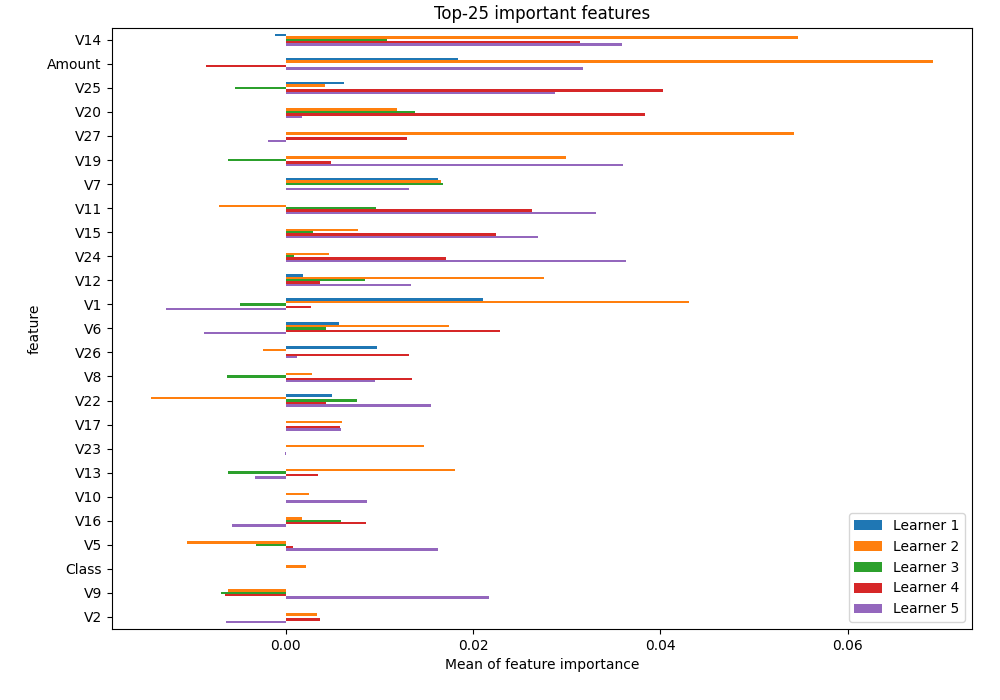 Top-25 important features
V14
Amount
V25
V20
V27
V19
V7
V11
V15
V24
V12
V1
V6
V26
V8
V22
V17
V23
V13
V10
V16
V5
Class
V9
V2
feature
0.00 0.02 0.04 0.06
Mean of feature importance
Learner 1
Learner 2
Learner 3
Learner 4
Learner 5